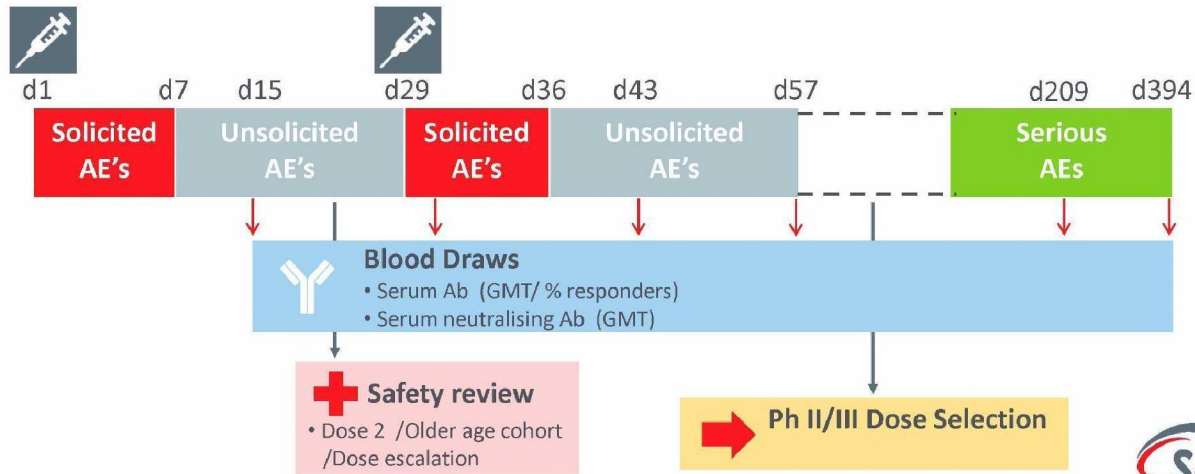 d1 d7 d15 d29 d36 d43 d57 d209 d394
Solicited AE's
Unsolicited AE's
Solicited AE's
Unsolicited AE's
Serious AEs
Blood Draws
• Serum Ab (GMT/ % responders)
• Serum neutralising Ab (GMT)
Safety review
• Dose 2 /Older age cohort
/Dose escalation
Ph II/III Dose Selection